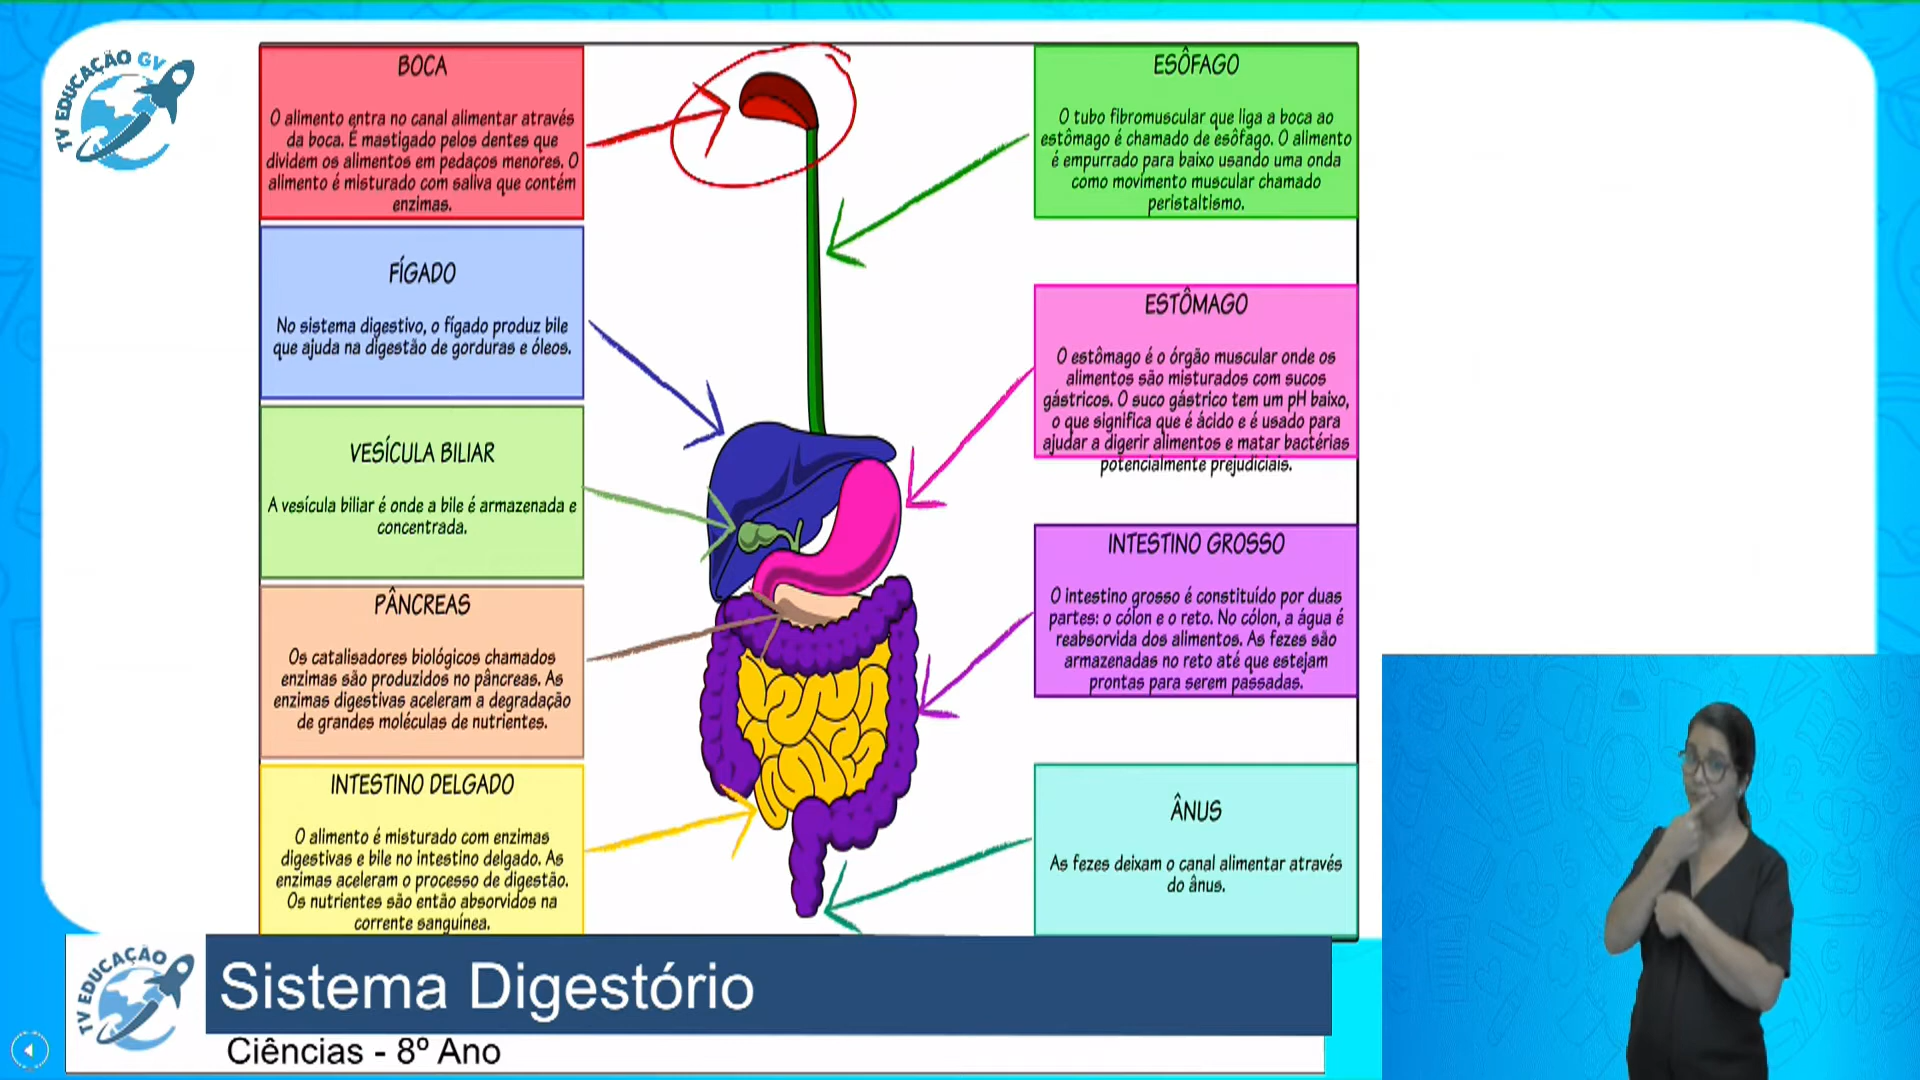 TV EDUCAÇÃO GV
BOCA
O alimento entra no canal alimentar através
da boca. É mastigado pelos dentes que
dividem os alimentos em pedaços menores. O
alimento é misturado com saliva que contém
enzimas.
FÍGADO
No sistema digestivo, o fígado produz bile
que ajuda na digestão de gorduras e óleos.
VESÍCULA BILIAR
A vesícula biliar é onde a bile é armazenada e
concentrada.
PÂNCREAS
Os catalisadores biológicos chamados
enzimas são produzidos no pâncreas. As
enzimas digestivas aceleram a degradação
de grandes moléculas de nutrientes.
INTESTINO DELGADO
O alimento é misturado com enzimas
digestivas e bile no intestino delgado. As
enzimas aceleram o processo de digestão.
Os nutrientes são então absorvidos na
corrente sanguínea.
ESÔFAGO
O tubo fibromuscular que liga a boca ao
estômago é chamado de esôfago. O alimento
é empurrado para baixo usando uma onda
como movimento muscular chamado
peristaltismo.
ESTÔMAGO
O estômago é o órgão muscular onde os
alimentos são misturados com sucos
gástricos. O suco gástrico tem um pH baixo,
o que significa que é ácido e é usado para
ajudar a digerir alimentos e matar bactérias
potencialmente prejudiciais.
INTESTINO GROSSO
O intestino grosso é constituído por duas
partes: o cólon e o reto. No cólon, a água é
reabsorvida dos alimentos. As fezes são
armazenadas no reto até que estejam
prontas para serem passadas.
ÂNUS
As fezes deixam o canal alimentar através
do ânus.
TV EDUCAÇÃO
Sistema Digestório
Ciências - 8º Ano